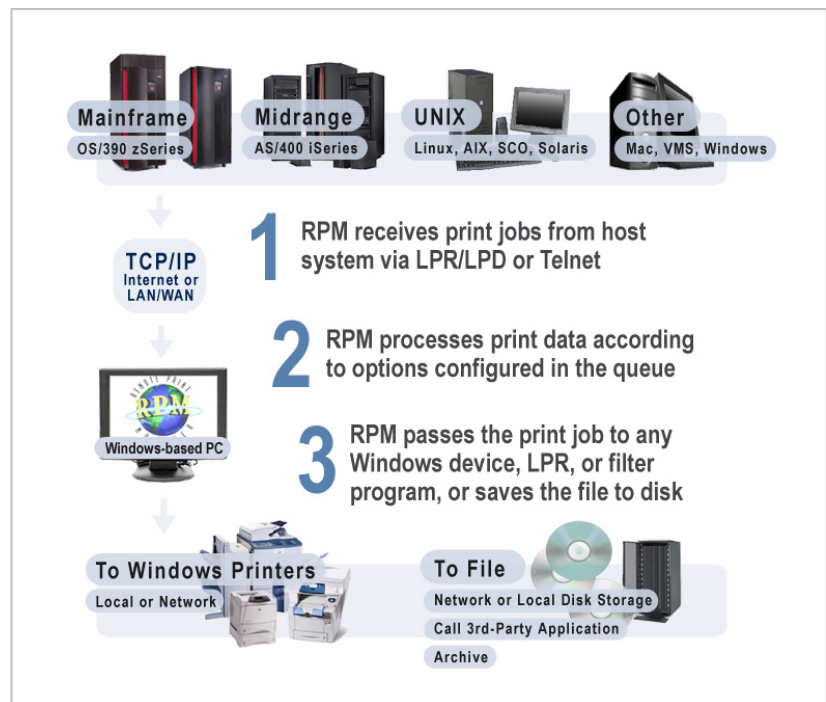 Mainframe
OS/390 zSeries
Midrange
AS/400 iSeries
UNIX
Linux, AIX, SCO, Solaris
Other
Mac, VMS, Windows
TCP/IP
Internet or
LAN/WAN
1
RPM receives print jobs from host
system via LPR/LPD or Telnet
2
RPM processes print data according
to options configured in the queue
REMOTE PRINT
RPM
Windows-based PC
3
RPM passes the print job to any
Windows device, LPR, or filter
program, or saves the file to disk
To Windows Printers
Local or Network
To File
Network or Local Disk Storage
Call 3rd-Party Application
Archive